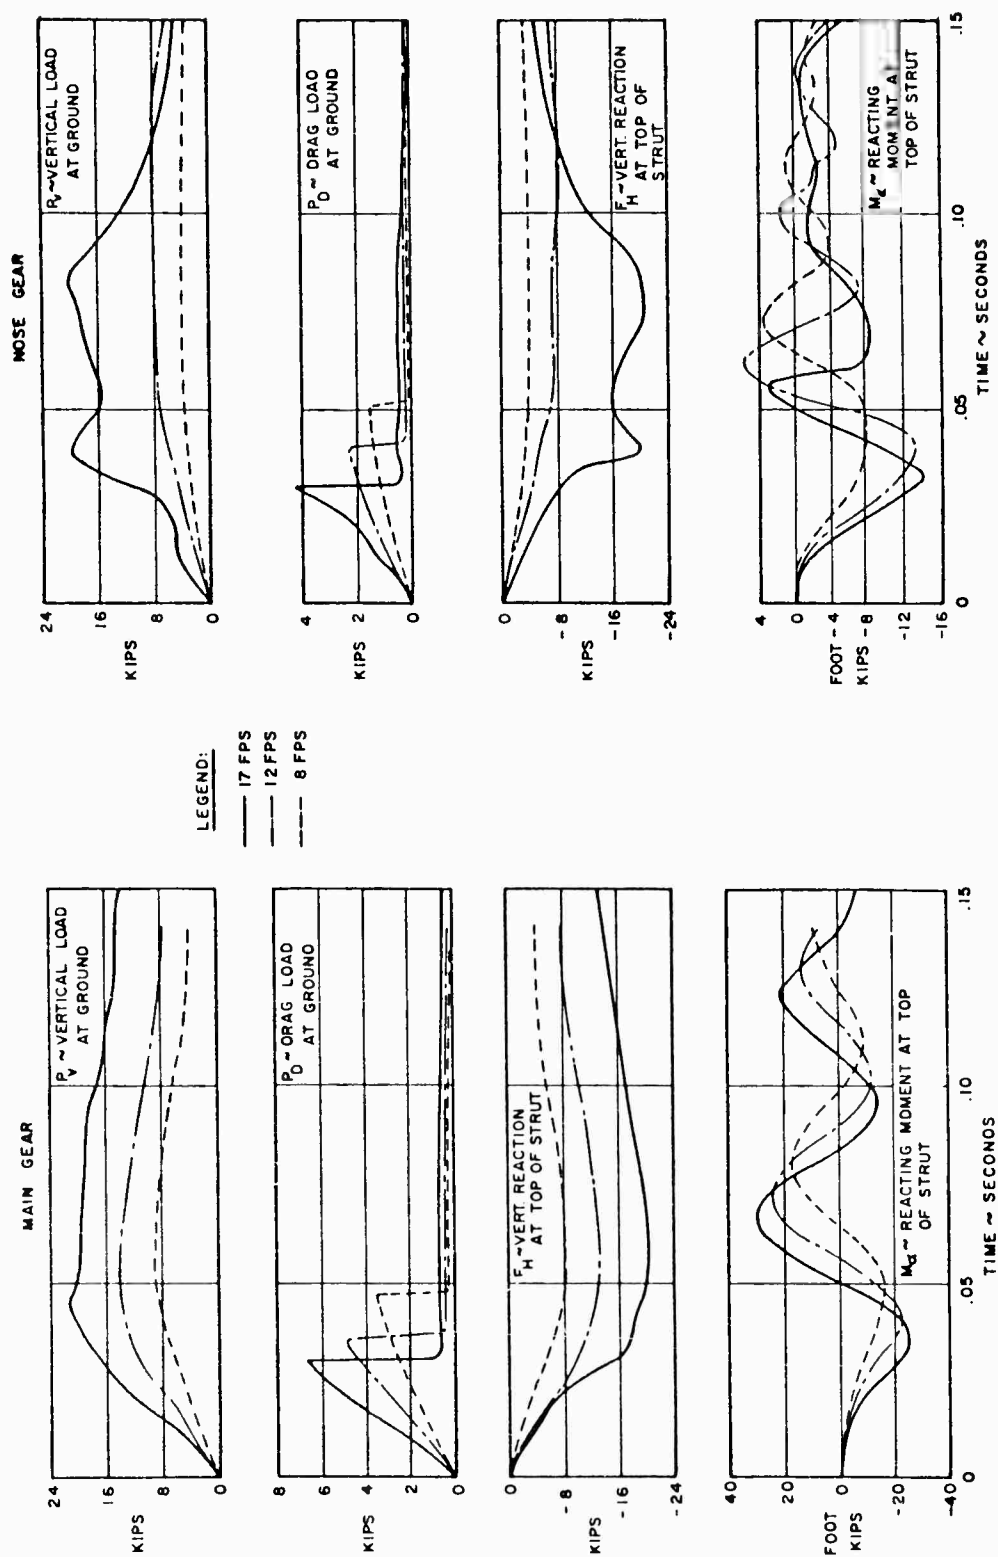 MAIN GEAR
24
16
8
0
KIPS
PV ~ VERTICAL LOAD
AT GROUND
8
6
4
2
0
KIPS
PD ~ DRAG LOAD
AT GROUND
0
-8
-16
-24
KIPS
FH ~ VERT. REACTION
AT TOP OF STRUT
40
20
0
-20
-40
FOOT
KIPS
Mα ~ REACTING MOMENT AT TOP
OF STRUT
0
.05
.10
.15
TIME ~ SECONDS
LEGEND:
17 FPS
12 FPS
8 FPS
NOSE GEAR
24
16
8
0
KIPS
PV ~ VERTICAL LOAD
AT GROUND
4
2
0
KIPS
PD ~ DRAG LOAD
AT GROUND
0
-8
-16
-24
KIPS
FH ~ VERT. REACTION
AT TOP OF
STRUT
4
0
-4
-8
-12
-16
FOOT
KIPS
Mα ~ REACTING
MOMENT AT
TOP OF STRUT
0
.05
.10
.15
TIME ~ SECONDS